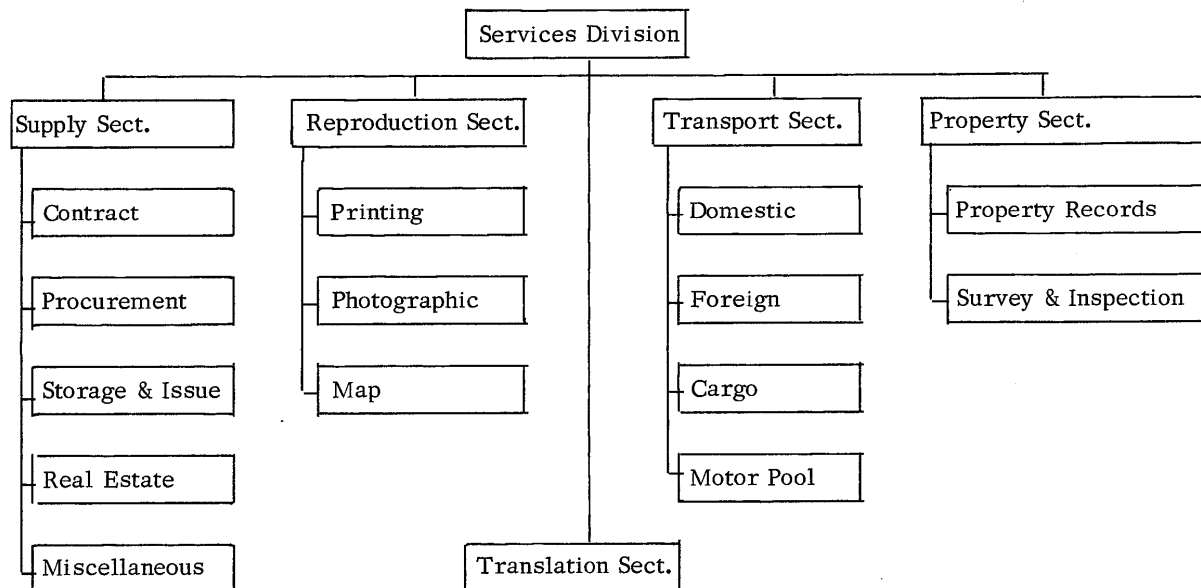 Services Division
Supply Sect.
Contract
Procurement
Storage & Issue
Real Estate
Miscellaneous
Reproduction Sect.
Printing
Photographic
Map
Transport Sect.
Domestic
Foreign
Cargo
Motor Pool
Property Sect.
Property Records
Survey & Inspection
Translation Sect.